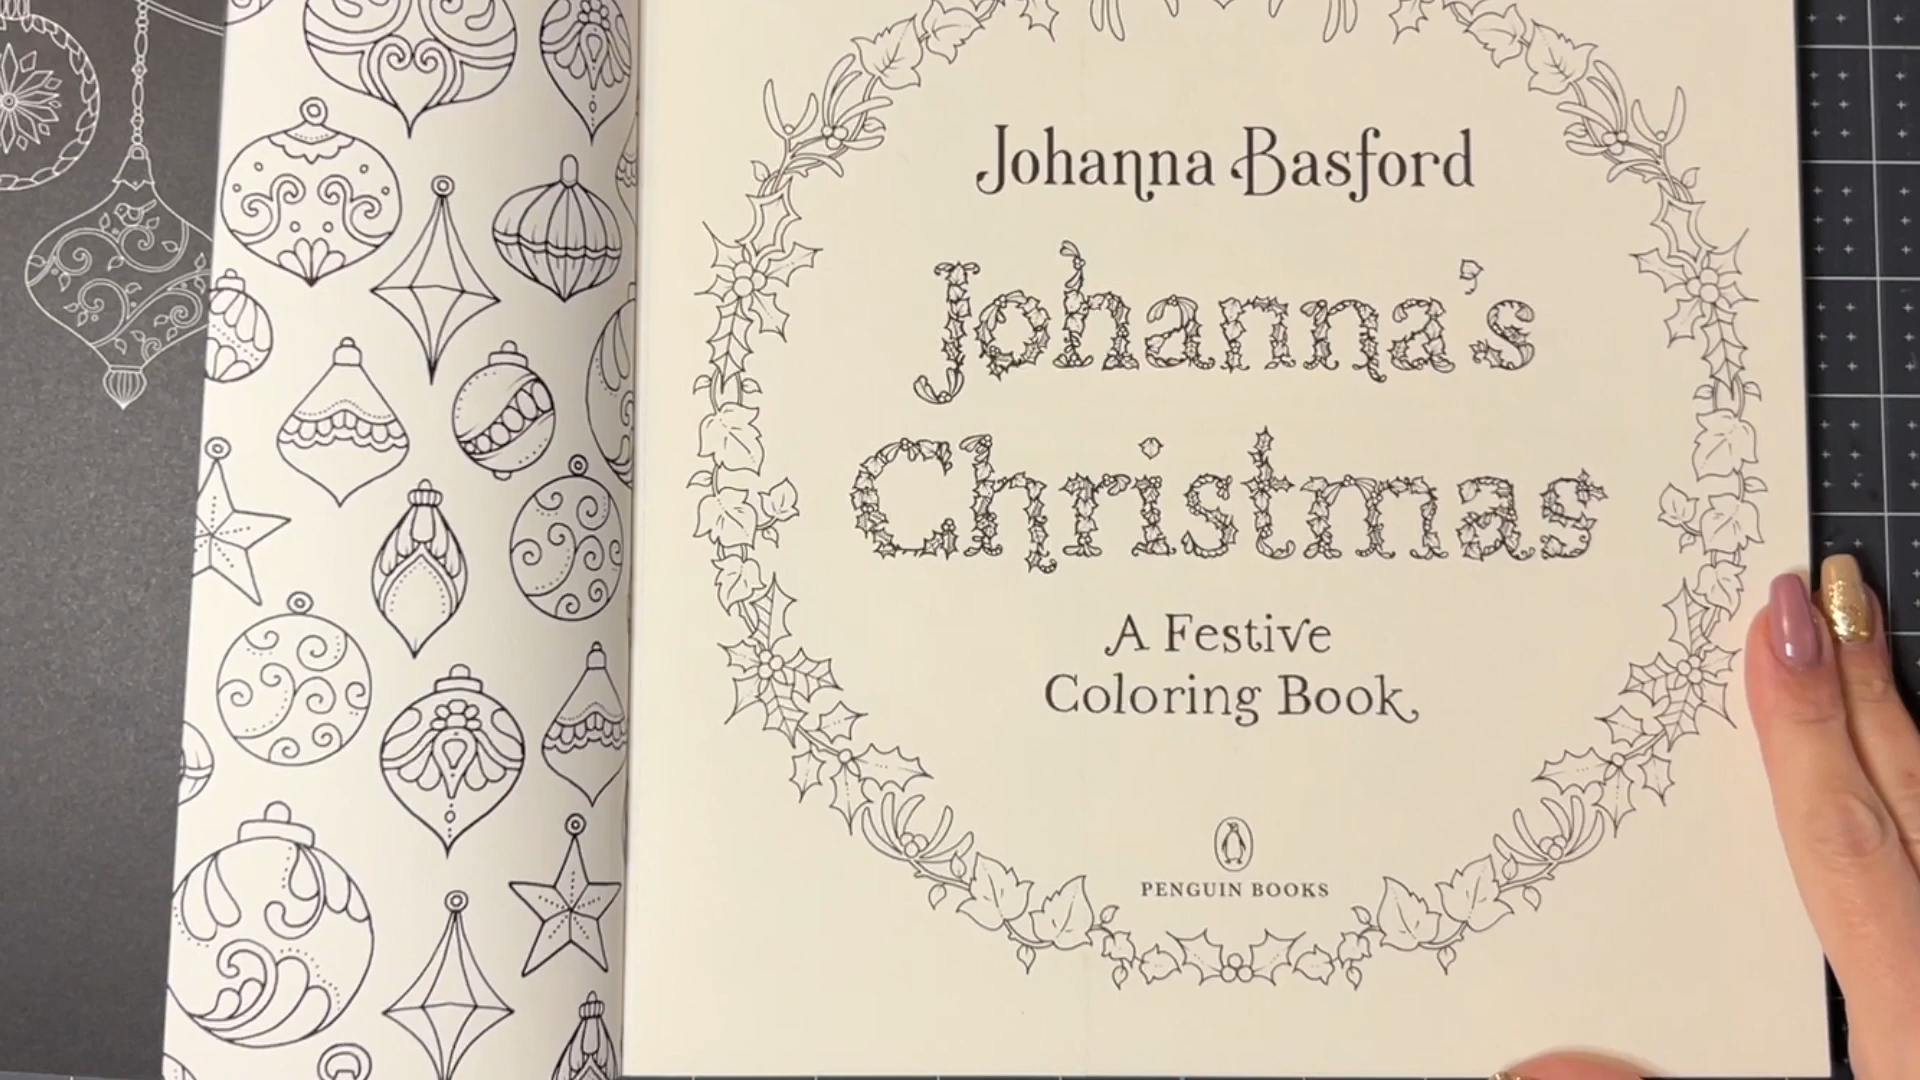 Johanna Basford
Johanna's
Christmas
A Festive
Coloring Book
PENGUIN BOOKS